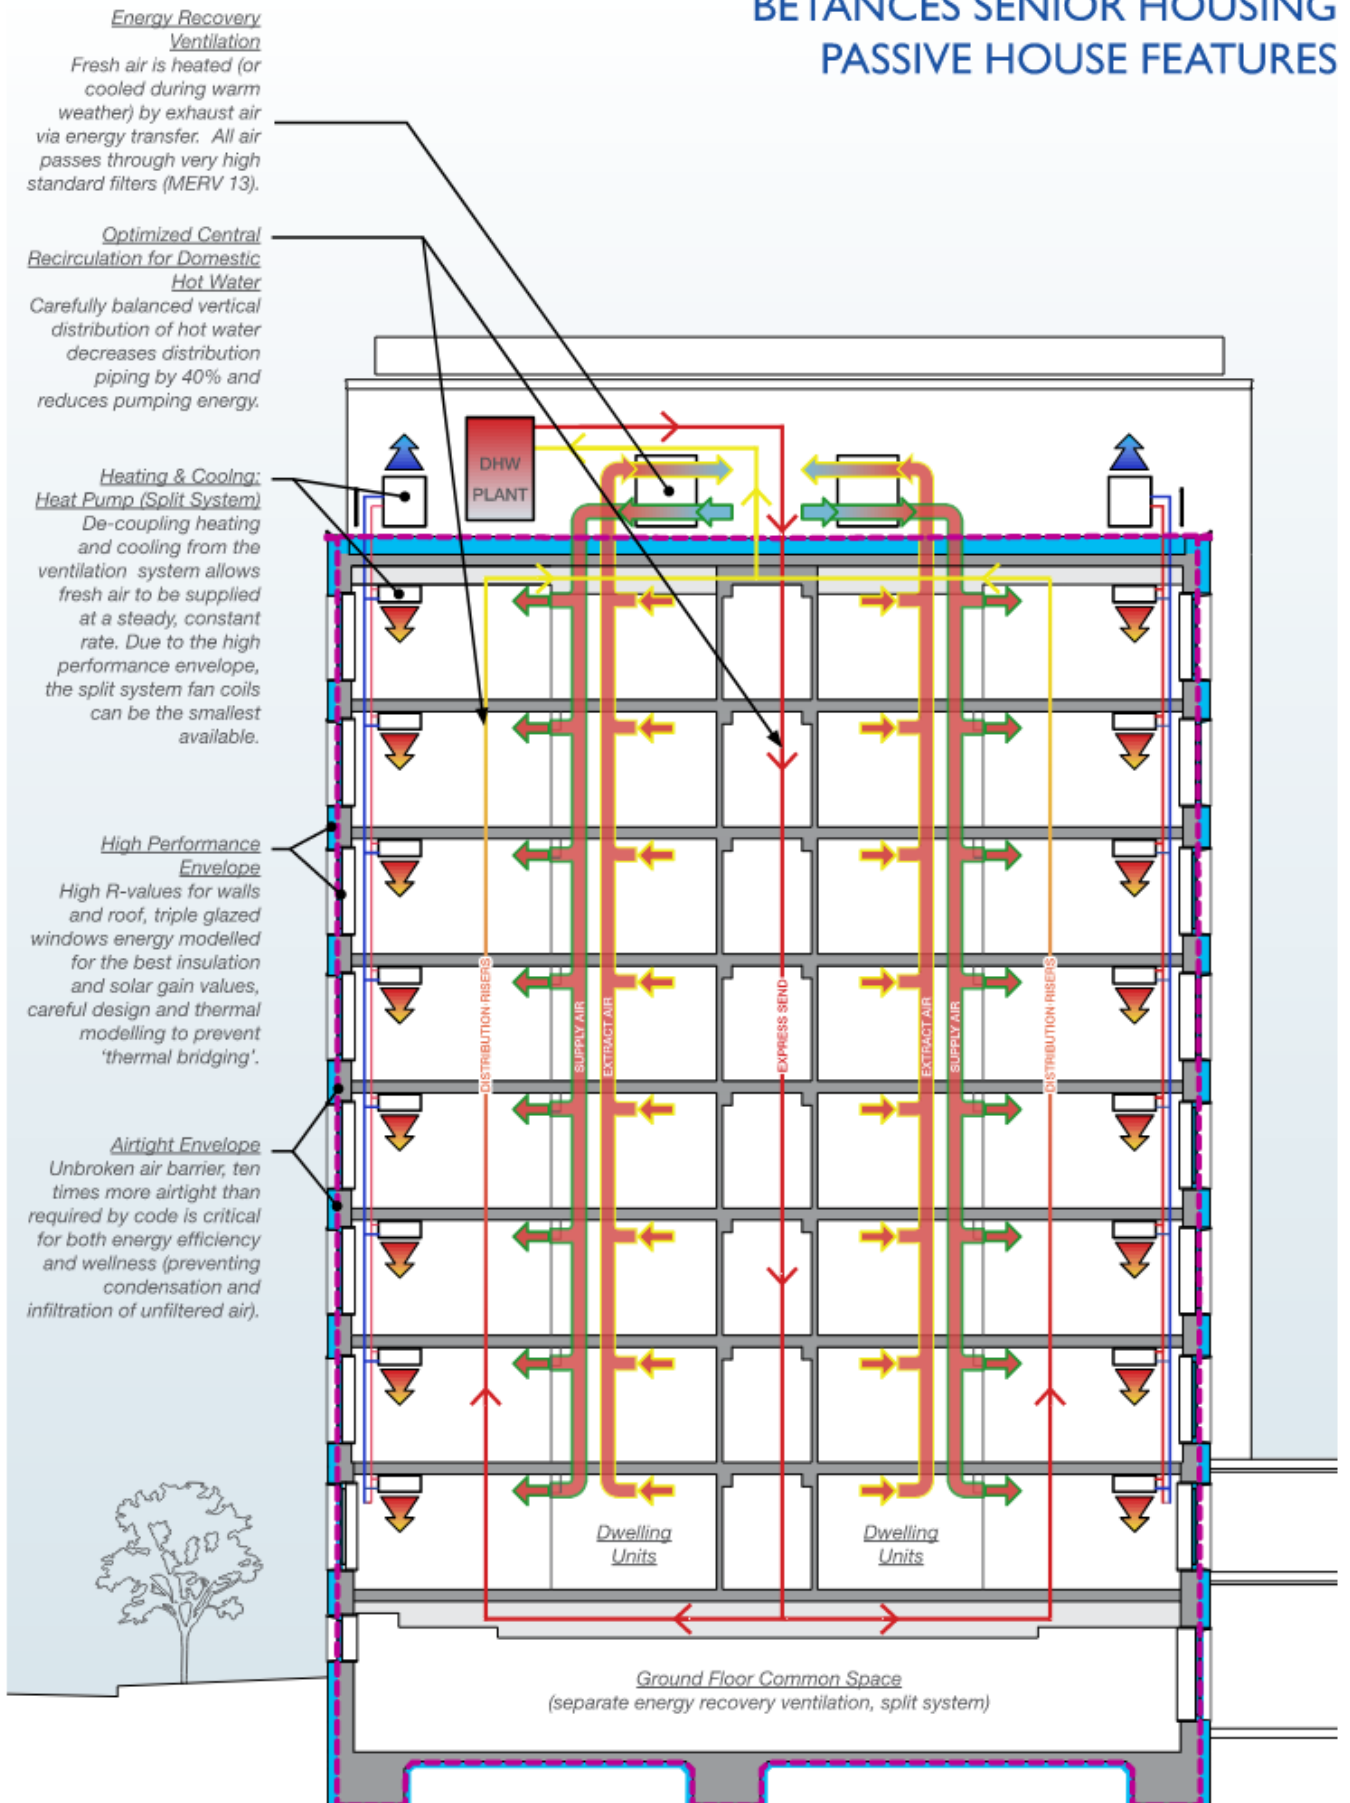 BETANCES SENIOR HOUSING
PASSIVE HOUSE FEATURES
Energy Recovery
Ventilation
Fresh air is heated (or
cooled during warm
weather) by exhaust air
via energy transfer. All air
passes through very high
standard filters (MERV 13).
Optimized Central
Recirculation for Domestic
Hot Water
Carefully balanced vertical
distribution of hot water
decreases distribution
piping by 40% and
reduces pumping energy.
Heating & Coolng:
Heat Pump (Split System)
De-coupling heating
and cooling from the
ventilation system allows
fresh air to be supplied
at a steady, constant
rate. Due to the high
performance envelope,
the split system fan coils
can be the smallest
available.
High Performance
Envelope
High R-values for walls
and roof, triple glazed
windows energy modelled
for the best insulation
and solar gain values,
careful design and thermal
modelling to prevent
'thermal bridging'.
Airtight Envelope
Unbroken air barrier, ten
times more airtight than
required by code is critical
for both energy efficiency
and wellness (preventing
condensation and
infiltration of unfiltered air).
DHW
PLANT
DISTRIBUTION RISERS
SUPPLY AIR
EXTRACT AIR
EXPRESS SEND
EXTRACT AIR
SUPPLY AIR
DISTRIBUTION RISERS
Dwelling
Units
Dwelling
Units
Ground Floor Common Space
(separate energy recovery ventilation, split system)